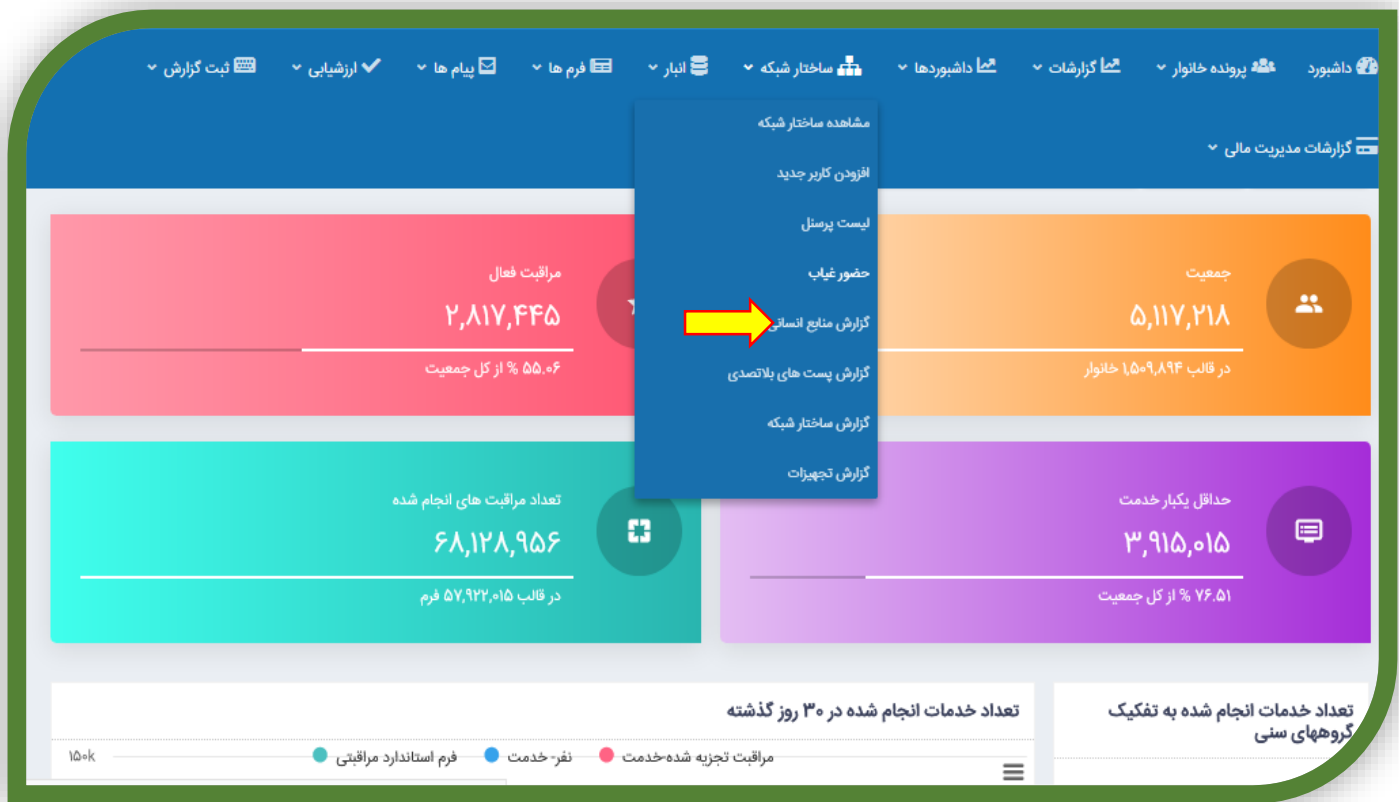 داشبورد پرونده خانوار گزارشات داشبوردها ساختار شبکه انبار فرم ها پیام ها ارزشیابی ثبت گزارش
گزارشات مدیریت مالی
مشاهده ساختار شبکه
افزودن کاربر جدید
لیست پرسنل
حضور غیاب
گزارش منابع انسانی
گزارش پست های بلاتصدی
گزارش ساختار شبکه
گزارش تجهیزات
جمعیت
۵,۱۱۷,۲۱۸
در قالب ۱,۵۰۹,۸۹۴ خانوار
مراقبت فعال
۲,۸۱۷,۴۴۵
۵۵.۰۶ % از کل جمعیت
حداقل یکبار خدمت
۳,۹۱۵,۰۱۵
۷۶.۵۱ % از کل جمعیت
تعداد مراقبت های انجام شده
۶۸,۱۲۸,۹۵۶
در قالب ۵۷,۹۲۲,۰۱۵ فرم
تعداد خدمات انجام شده به تفکیک
گروههای سنی
تعداد خدمات انجام شده در ۳۰ روز گذشته
مراقبت تجزیه شده-خدمت نفر- خدمت فرم استاندارد مراقبتی
۱۵۰k